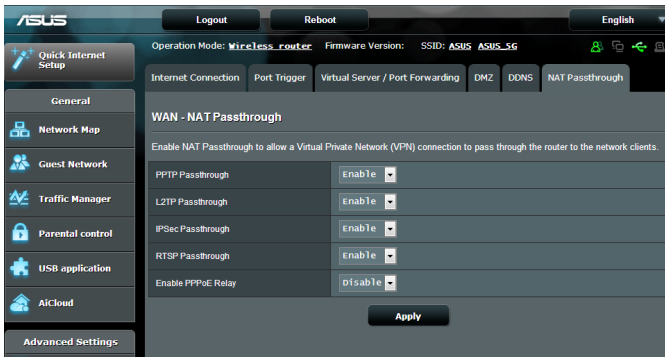 ASUS
Logout
Reboot
English
Quick Internet Setup
Operation Mode: Wireless router Firmware Version: SSID: ASUS ASUS_5G
Internet Connection
Port Trigger
Virtual Server / Port Forwarding
DMZ
DDNS
NAT Passthrough
General
Network Map
Guest Network
Traffic Manager
Parental control
USB application
AiCloud
Advanced Settings
WAN - NAT Passthrough
Enable NAT Passthrough to allow a Virtual Private Network (VPN) connection to pass through the router to the network clients.
PPTP Passthrough Enable
L2TP Passthrough Enable
IPSec Passthrough Enable
RTSP Passthrough Enable
Enable PPPoE Relay Disable
Apply